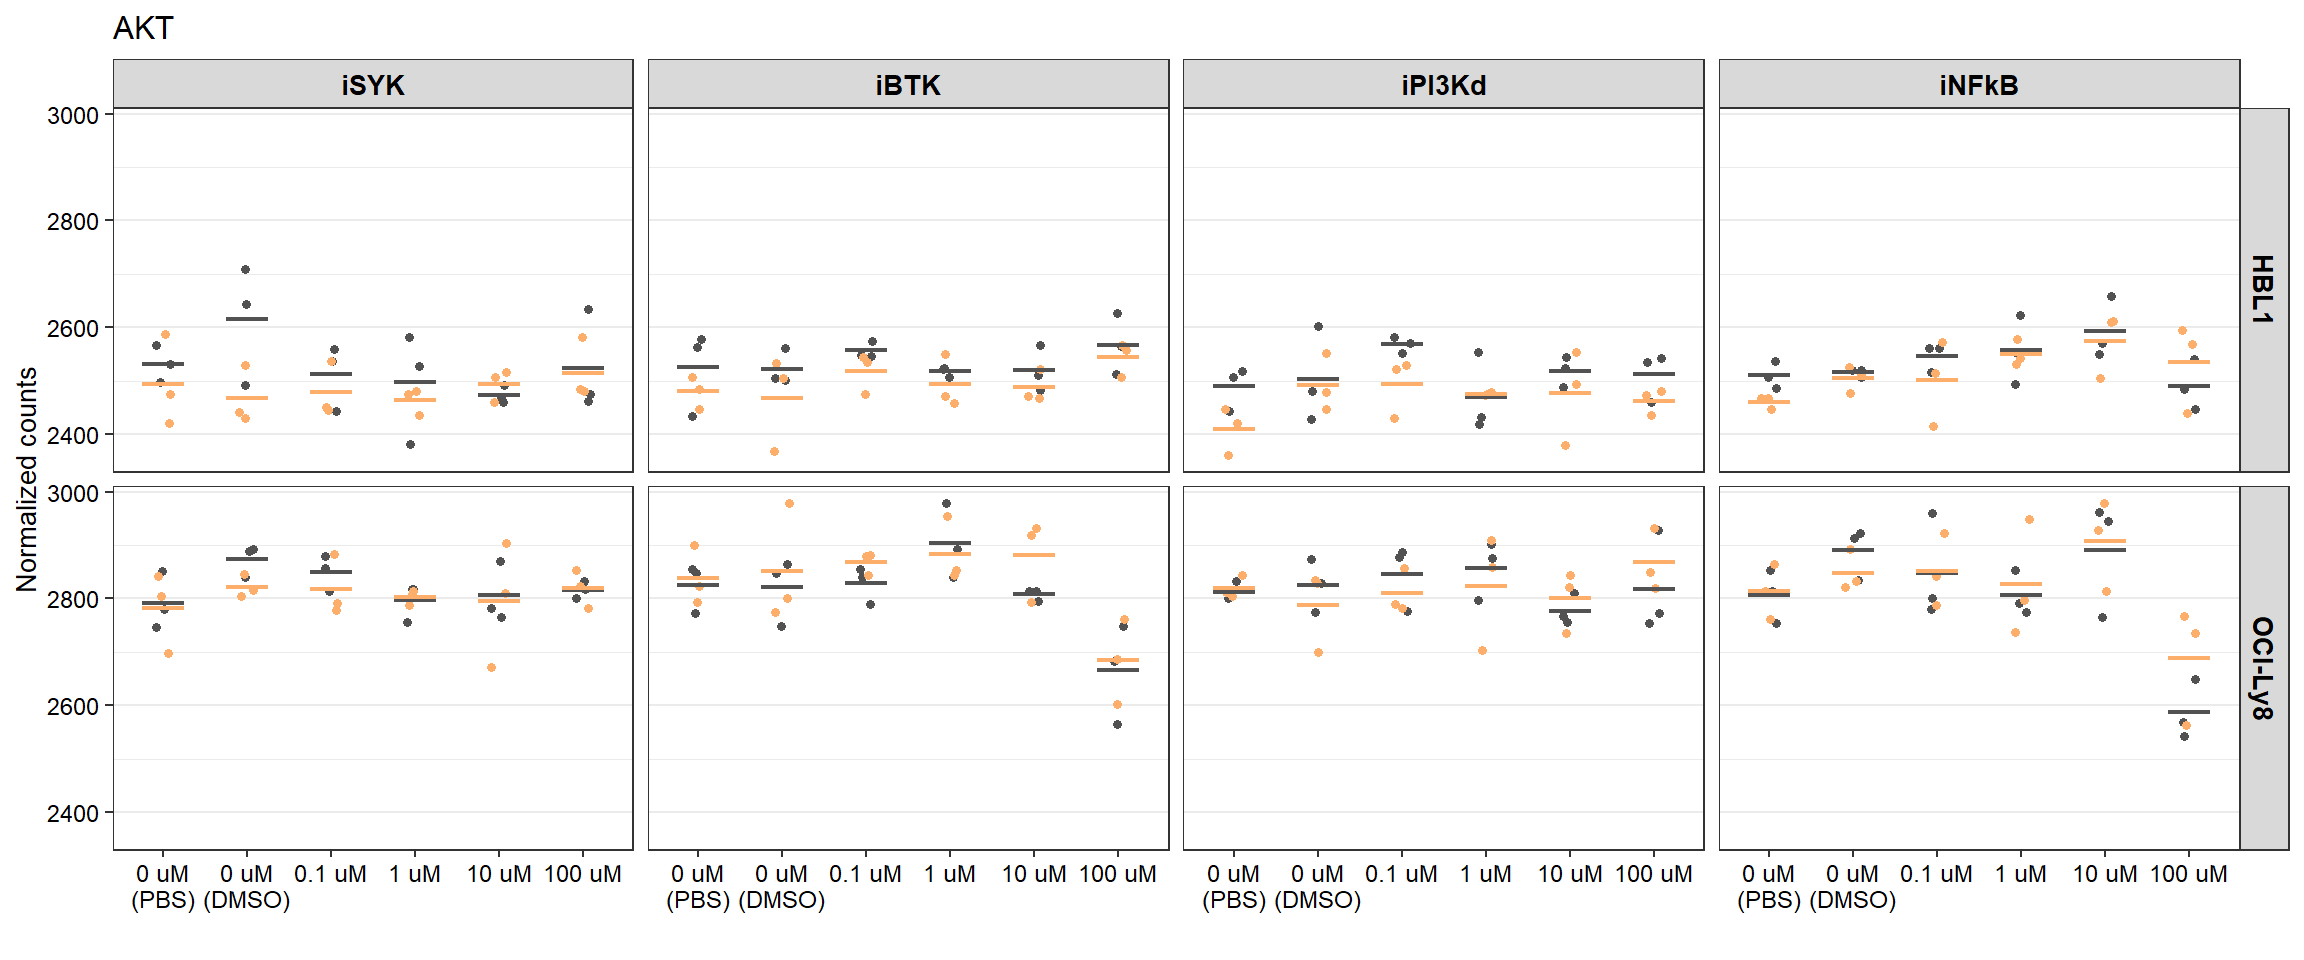 AKT
iSYK iBTK iPI3Kd iNFkB
3000
2800
2600
2400
HBL1
3000
2800
2600
2400
OCI-Ly8
Normalized counts
0 uM 0 uM 0.1 uM 1 uM 10 uM 100 uM 0 uM 0 uM 0.1 uM 1 uM 10 uM 100 uM 0 uM 0 uM 0.1 uM 1 uM 10 uM 100 uM 0 uM 0 uM 0.1 uM 1 uM 10 uM 100 uM
(PBS) (DMSO) (PBS) (DMSO) (PBS) (DMSO) (PBS) (DMSO)